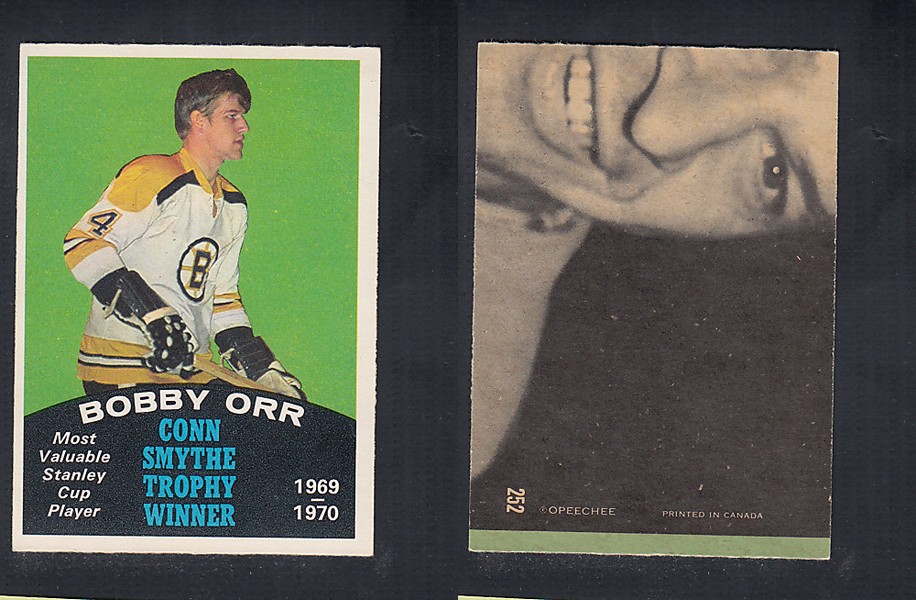 4
B
BOBBY ORR
Most
Valuable
Stanley
Cup
Player
CONN
SMYTHE
TROPHY
WINNER
1969
1970
252
©OPEECHEE
PRINTED IN CANADA